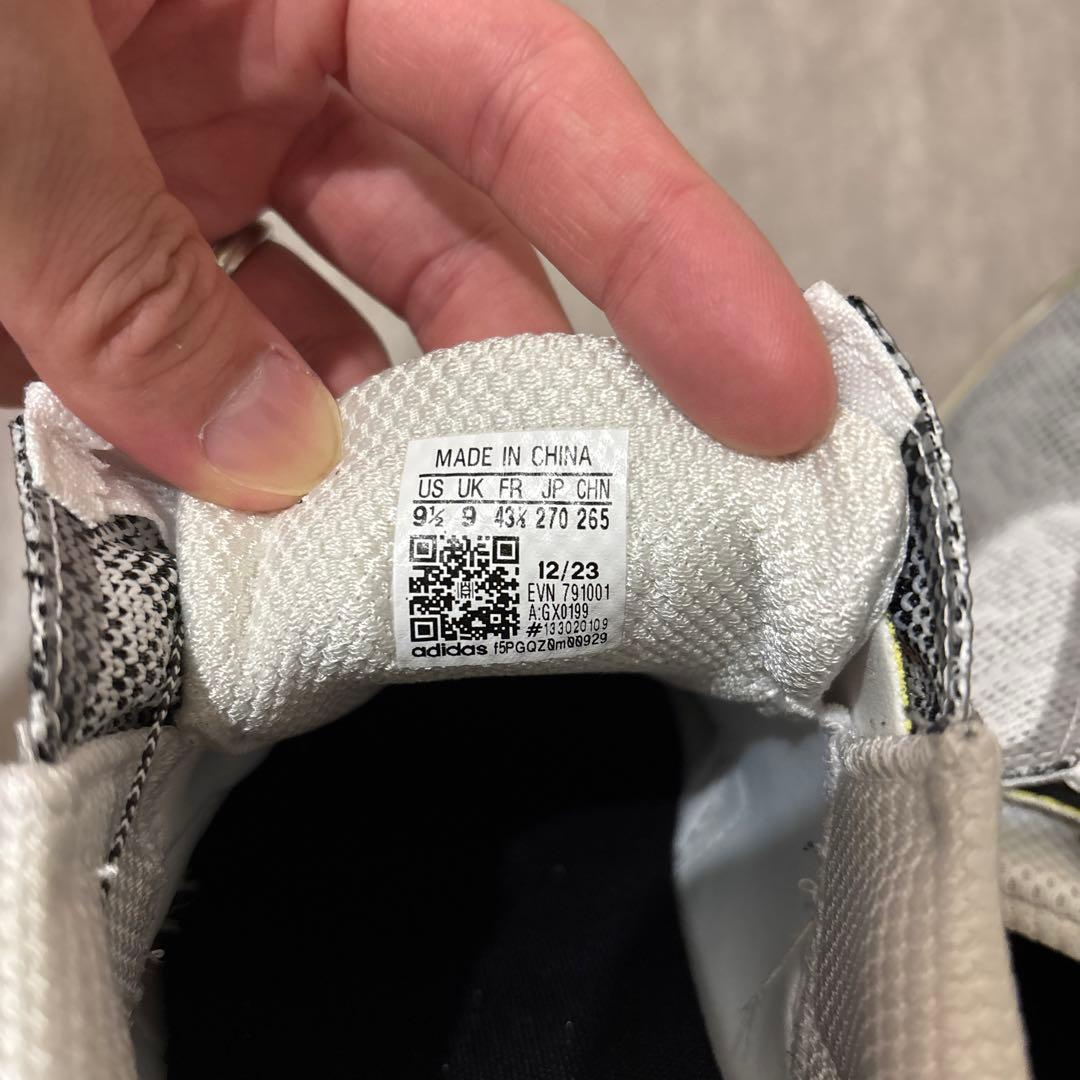 MADE IN CHINA
US UK FR JP CHN
9½ 9 43⅓ 270 265
12/23
EVN 791001
A:GX0199
#133020109
adidas f5PGQZ0m00929